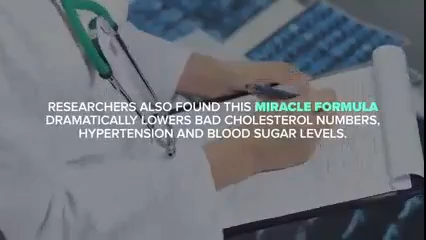 RESEARCHERS ALSO FOUND THIS MIRACLE FORMULA
DRAMATICALLY LOWERS BAD CHOLESTEROL NUMBERS,
HYPERTENSION AND BLOOD SUGAR LEVELS.